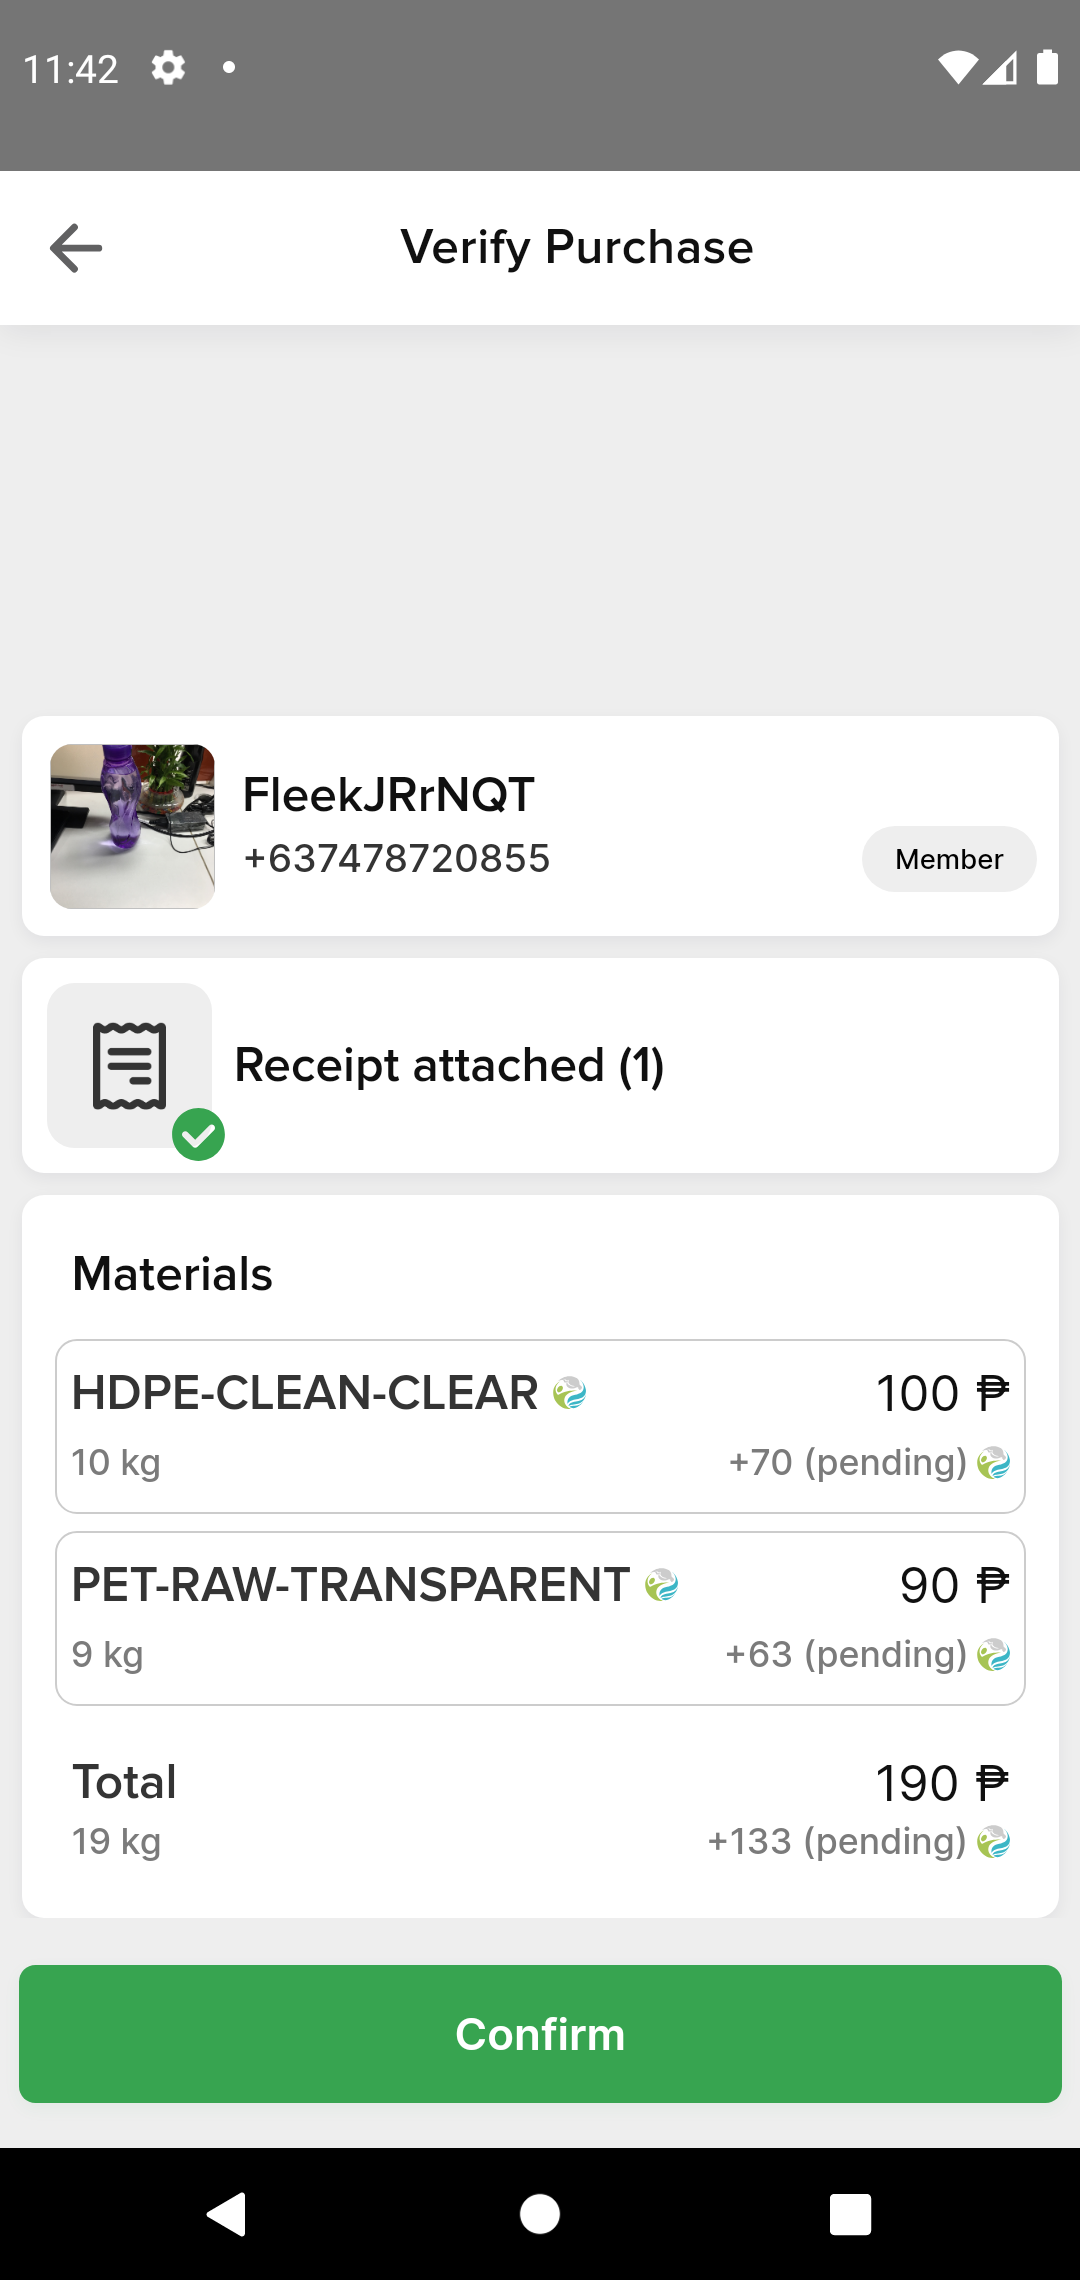 11:42
Verify Purchase
FleekJRrNQT
+637478720855
Member
Receipt attached (1)
Materials
HDPE-CLEAN-CLEAR
100 ₱
10 kg
+70 (pending)
PET-RAW-TRANSPARENT
90 ₱
9 kg
+63 (pending)
Total
190 ₱
19 kg
+133 (pending)
Confirm